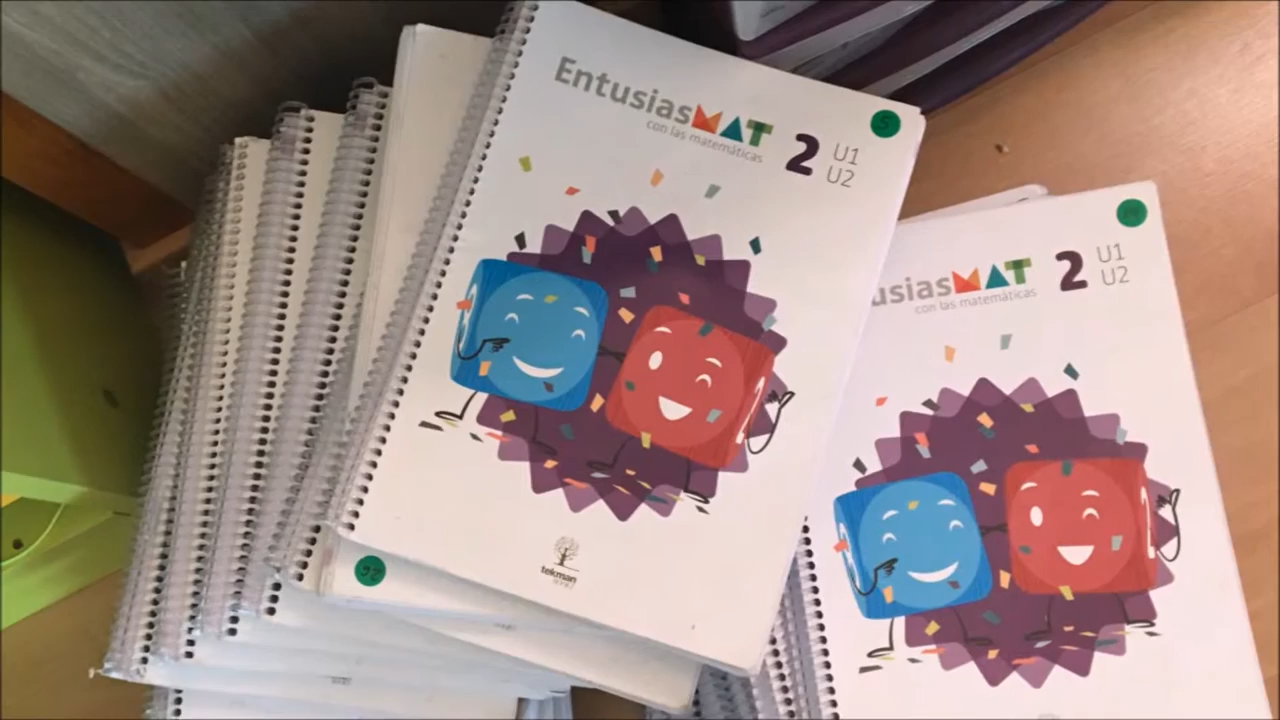 EntusiasMAT
con las matemáticas
2
U1
U2
5
tekman
usiasMAT
con las matemáticas
2
U1
U2